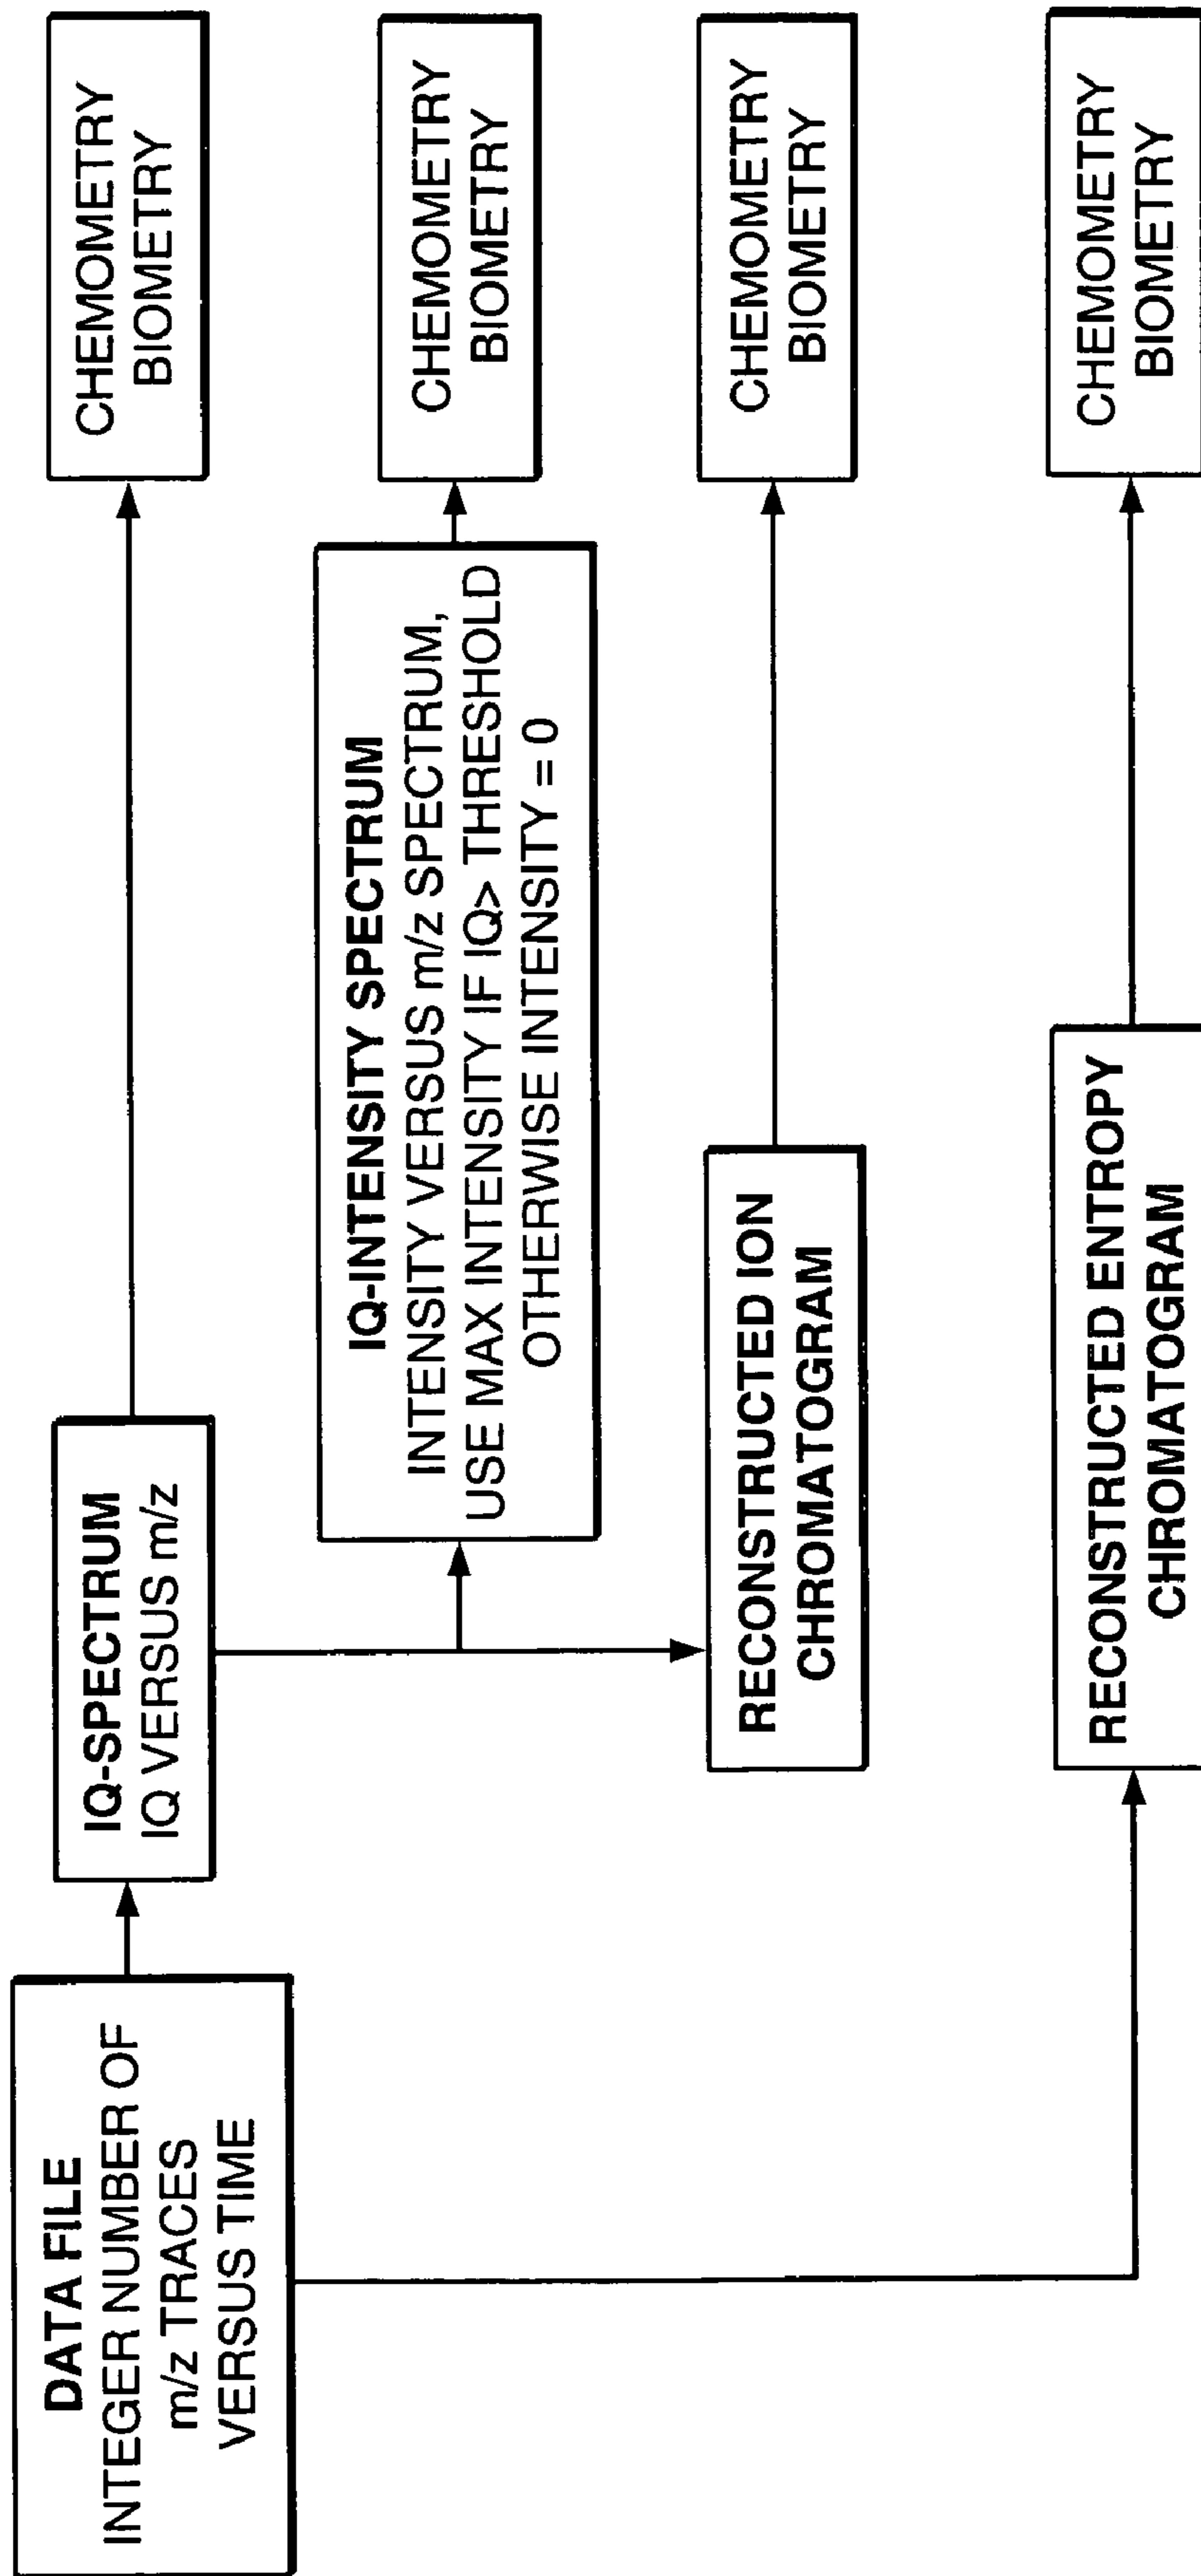 DATA FILE
INTEGER NUMBER OF
m/z TRACES
VERSUS TIME
IQ-SPECTRUM
IQ VERSUS m/z
CHEMOMETRY
BIOMETRY
IQ-INTENSITY SPECTRUM
INTENSITY VERSUS m/z SPECTRUM,
USE MAX INTENSITY IF IQ> THRESHOLD
OTHERWISE INTENSITY = 0
CHEMOMETRY
BIOMETRY
RECONSTRUCTED ION
CHROMATOGRAM
CHEMOMETRY
BIOMETRY
RECONSTRUCTED ENTROPY
CHROMATOGRAM
CHEMOMETRY
BIOMETRY